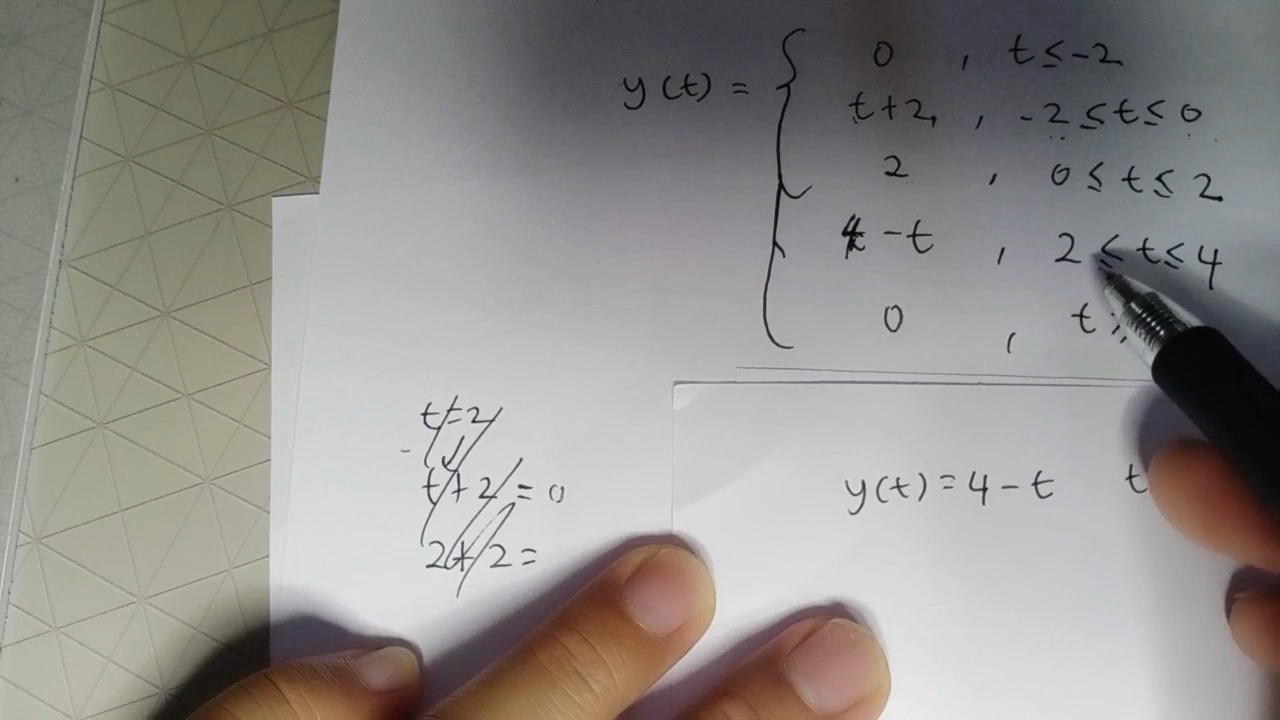 y(t) = { 0 , t ≤ -2
t+2, , -2 ≤ t ≤ 0
2 , 0 ≤ t ≤ 2
4 - t , 2 ≤ t ≤ 4
0 , t
t=2
t+2 = 0
2+2 =
y(t) = 4 - t t